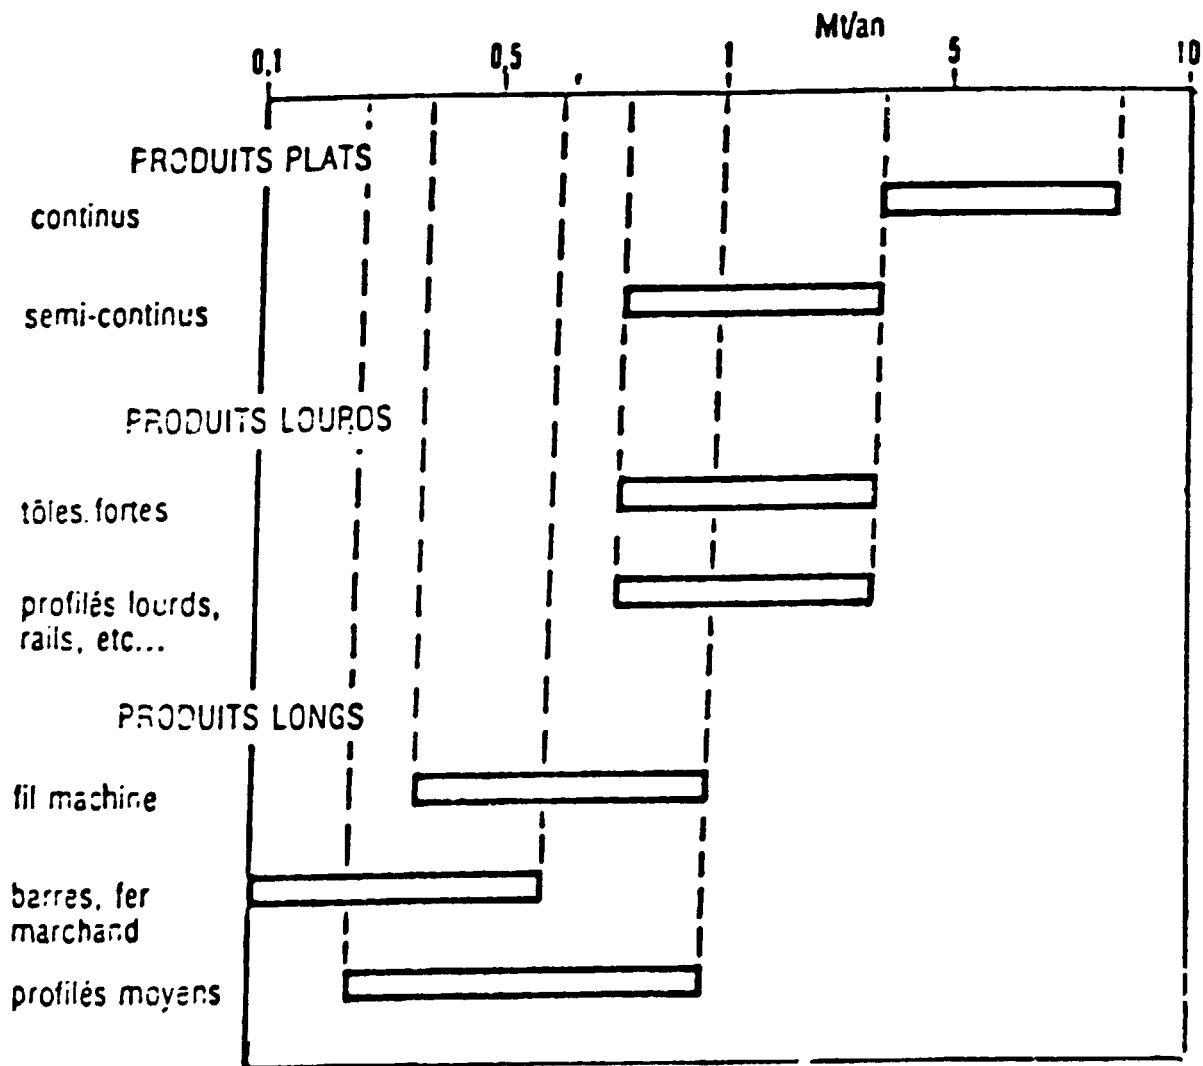 Mt/an
0,1 0,5 1 5 10
PRODUITS PLATS
continus
semi-continus
PRODUITS LOURDS
tôles fortes
profilés lourds,
rails, etc...
PRODUITS LONGS
fil machine
barres, fer
marchand
profilés moyens